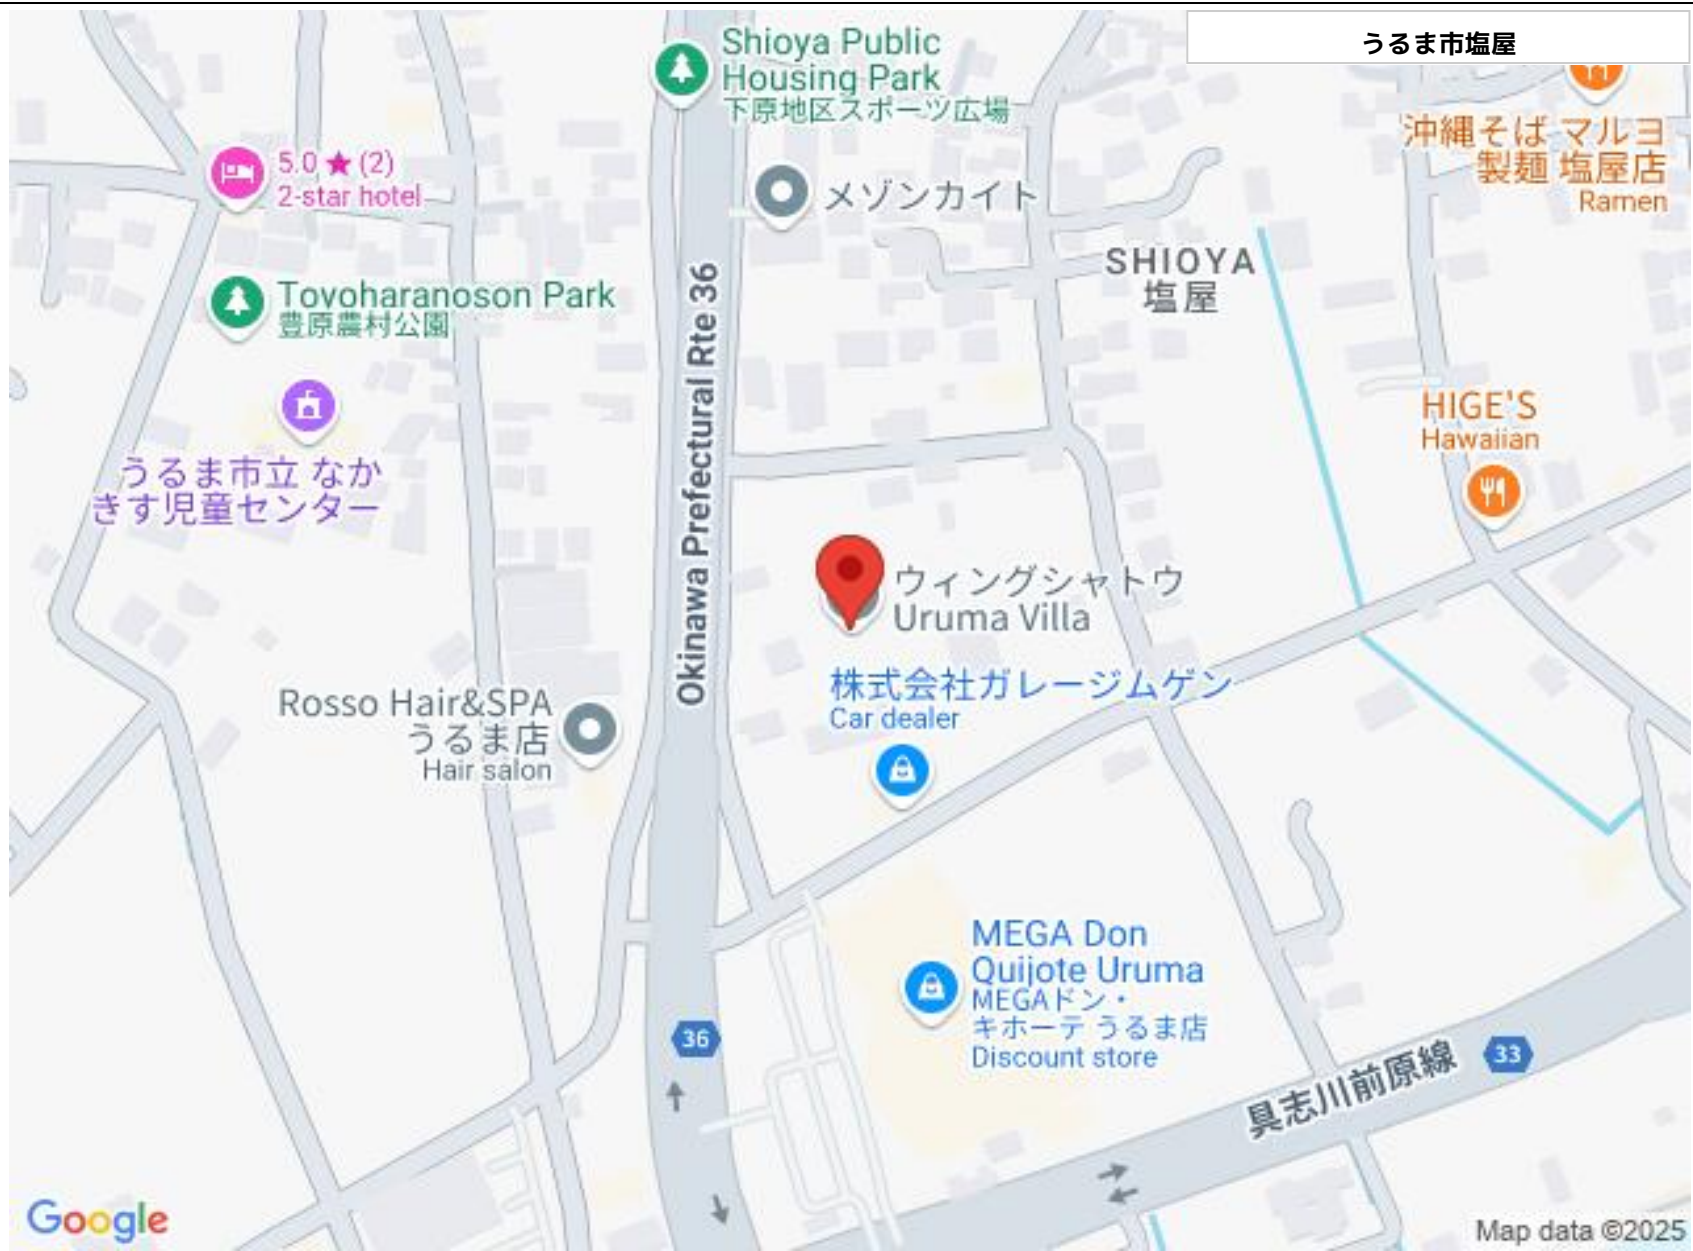 うるま市塩屋
Shioya Public
Housing Park
下原地区スポーツ広場
5.0 ★ (2)
2-star hotel
メゾンカイト
沖縄そば マルヨ
製麺 塩屋店
Ramen
SHIOYA
塩屋
Tovoharanoson Park
豊原農村公園
Okinawa Prefectural Rte 36
うるま市立 なか
きす児童センター
HIGE'S
Hawaiian
ウィングシャトウ
Uruma Villa
株式会社ガレージムゲン
Car dealer
Rosso Hair&SPA
うるま店
Hair salon
MEGA Don
Quijote Uruma
MEGAドン・
キホーテ うるま店
Discount store
36
33
具志川前原線
Google
Map data ©2025